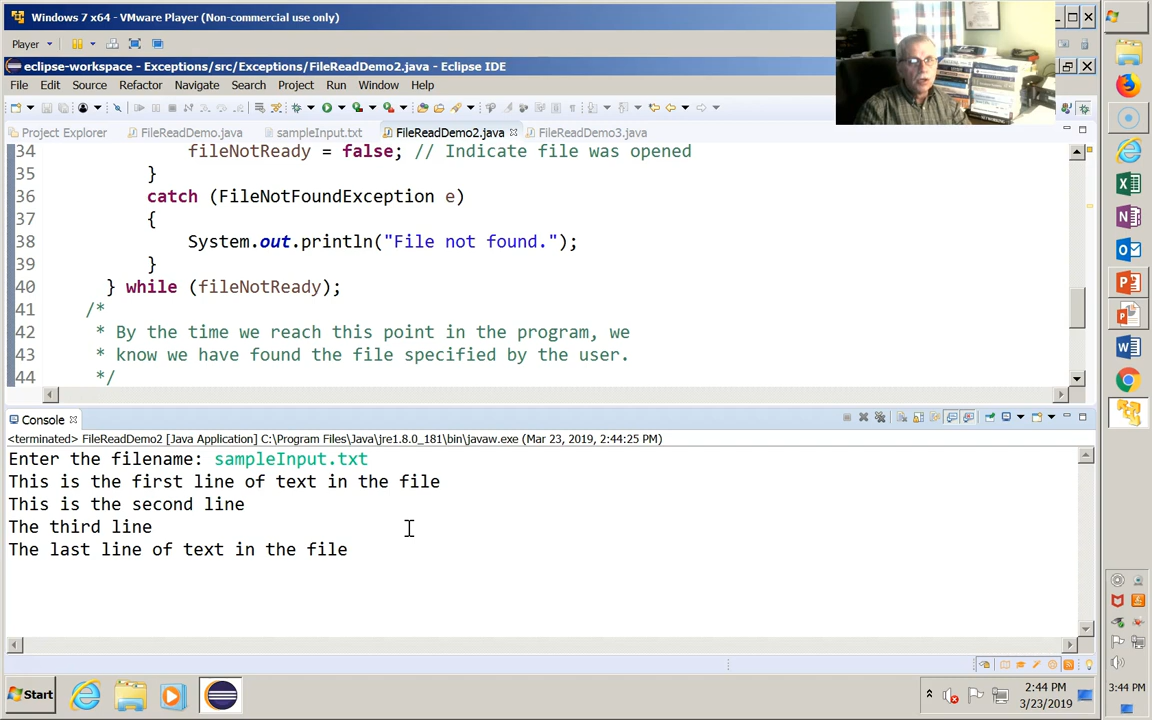 Windows 7 x64 - VMware Player (Non-commercial use only)
Player
eclipse-workspace - Exceptions/src/Exceptions/FileReadDemo2.java - Eclipse IDE
File Edit Source Refactor Navigate Search Project Run Window Help
Project Explorer FileReadDemo.java sampleInput.txt FileReadDemo2.java FileReadDemo3.java
34 fileNotReady = false; // Indicate file was opened
35 }
36 catch (FileNotFoundException e)
37 {
38 System.out.println("File not found.");
39 }
40 } while (fileNotReady);
41 /*
42 * By the time we reach this point in the program, we
43 * know we have found the file specified by the user.
44 */
Console
<terminated> FileReadDemo2 [Java Application] C:\Program Files\Java\jre1.8.0_181\bin\javaw.exe (Mar 23, 2019, 2:44:25 PM)
Enter the filename: sampleInput.txt
This is the first line of text in the file
This is the second line
The third line
The last line of text in the file
Start
2:44 PM
3/23/2019
3:44 PM